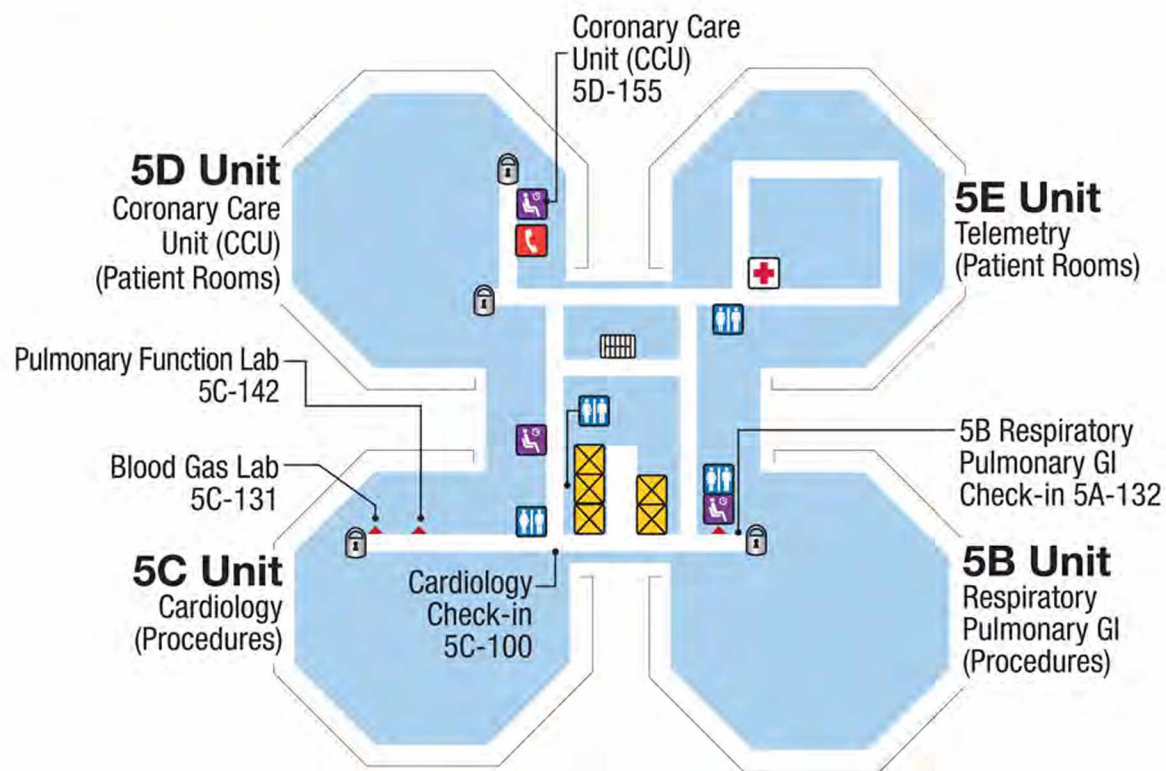 Coronary Care
Unit (CCU)
5D-155
5D Unit
Coronary Care
Unit (CCU)
(Patient Rooms)
5E Unit
Telemetry
(Patient Rooms)
Pulmonary Function Lab
5C-142
Blood Gas Lab
5C-131
5B Respiratory
Pulmonary GI
Check-in 5A-132
5C Unit
Cardiology
(Procedures)
Cardiology
Check-in
5C-100
5B Unit
Respiratory
Pulmonary GI
(Procedures)